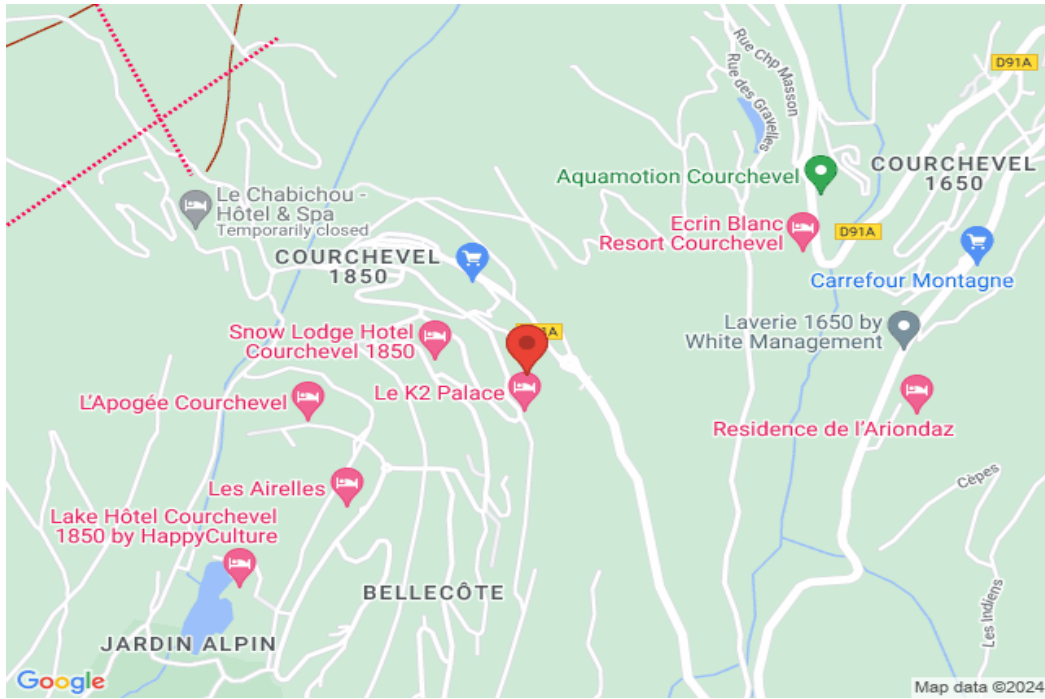 D91A
Rue Chp Masson
Rue des Gravelles
COURCHEVEL
1650
Aquamotion Courchevel
Le Chabichou -
Hôtel & Spa
Temporarily closed
Ecrin Blanc
Resort Courchevel
D91A
COURCHEVEL
1850
Carrefour Montagne
Snow Lodge Hotel
Courchevel 1850
Laverie 1650 by
White Management
L'Apogée Courchevel
Le K2 Palace
Residence de l'Ariondaz
Les Airelles
Cèpes
Lake Hôtel Courchevel
1850 by HappyCulture
BELLECÔTE
Les Indiens
JARDIN ALPIN
Google
Map data ©2024